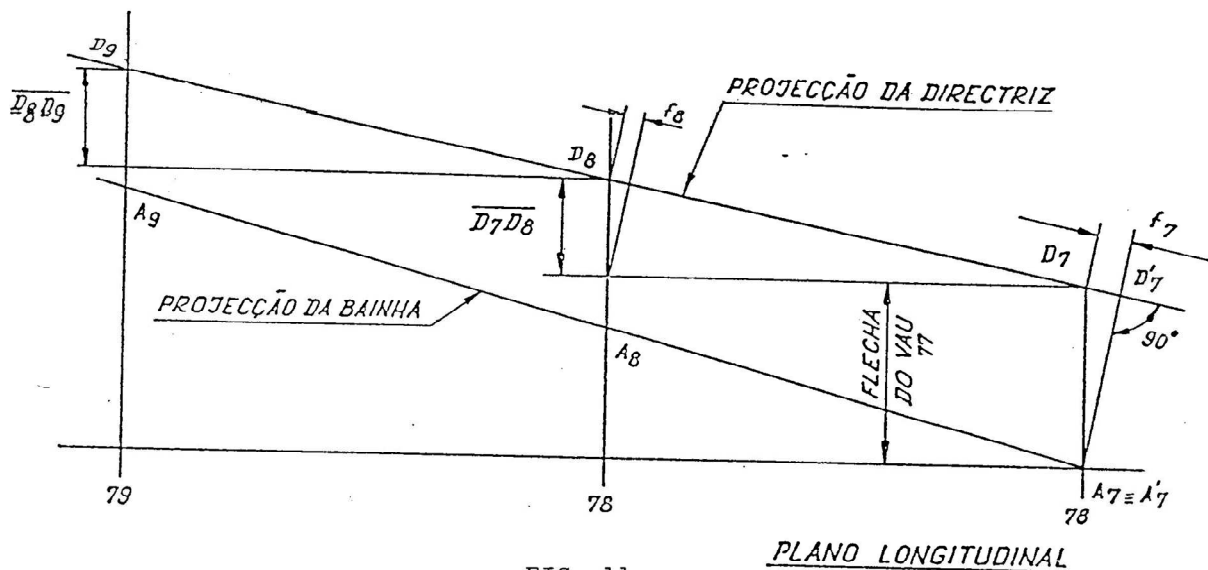 D9
D8D9
A9
PROJECÇÃO DA BAINHA
D8
f8
D7D8
A8
PROJECÇÃO DA DIRECTRIZ
FLECHA
DO VAU
77
D7
f7
D'7
90°
A7 ≡ A'7
79
78
78
PLANO LONGITUDINAL